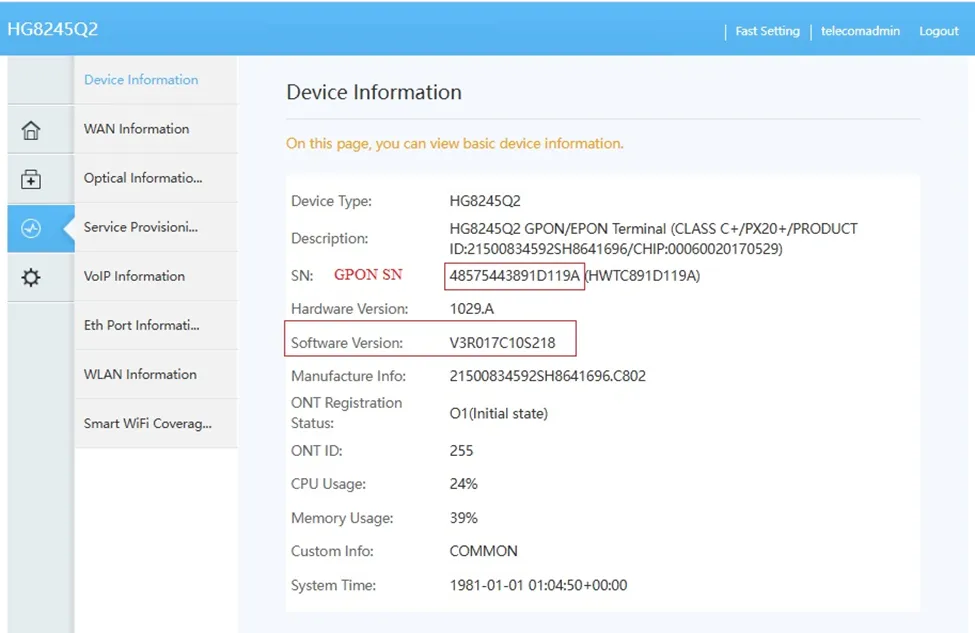 HG8245Q2
Fast Setting
telecomadmin
Logout
Device Information
WAN Information
Optical Informatio...
Service Provisioni...
VoIP Information
Eth Port Informati...
WLAN Information
Smart WiFi Coverag...
Device Information
On this page, you can view basic device information.
Device Type: HG8245Q2
Description: HG8245Q2 GPON/EPON Terminal (CLASS C+/PX20+/PRODUCT
ID:21500834592SH8641696/CHIP:00060020170529)
SN: GPON SN 48575443891D119A (HWTC891D119A)
Hardware Version: 1029.A
Software Version: V3R017C10S218
Manufacture Info: 21500834592SH8641696.C802
ONT Registration
Status: O1(Initial state)
ONT ID: 255
CPU Usage: 24%
Memory Usage: 39%
Custom Info: COMMON
System Time: 1981-01-01 01:04:50+00:00